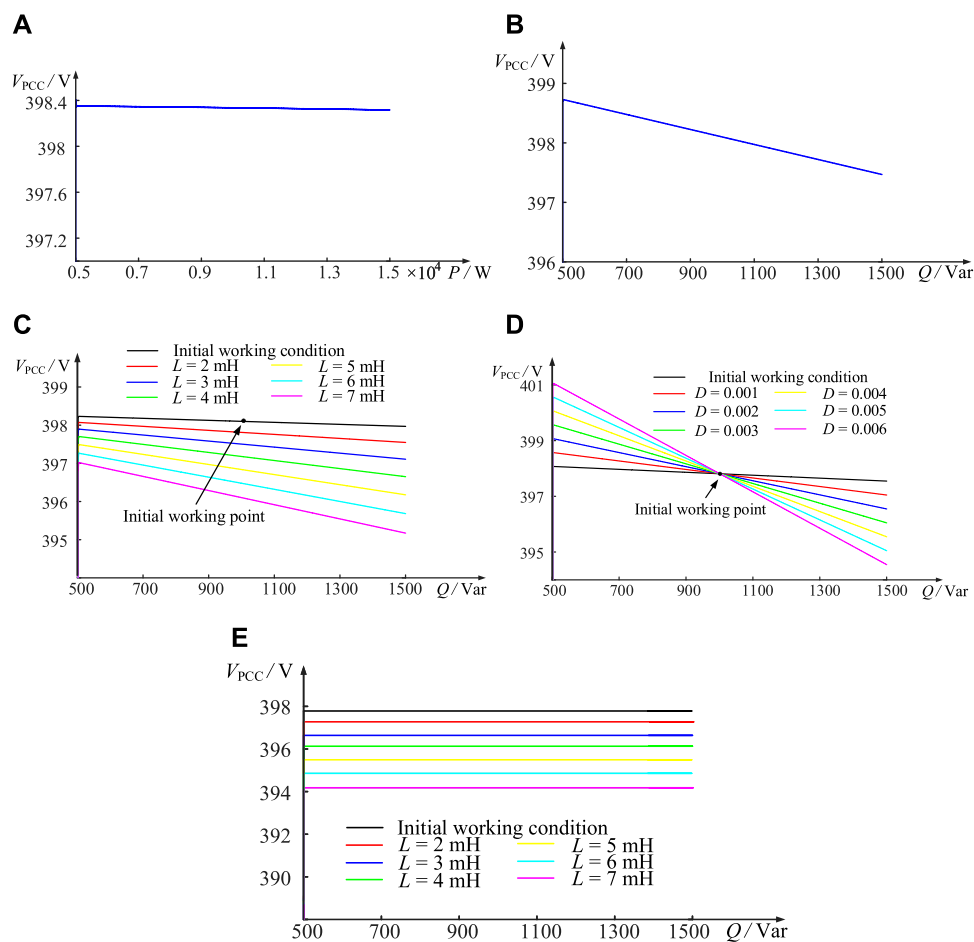 A
V_PCC / V
398.4
398
397.6
397.2
0.5 0.7 0.9 1.1 1.3 1.5 ×10⁴ P / W
B
V_PCC / V
399
398
397
396
500 700 900 1100 1300 1500 Q / Var
C
Initial working condition
L = 2 mH L = 5 mH
L = 3 mH L = 6 mH
L = 4 mH L = 7 mH
V_PCC / V
399
398
397
396
395
Initial working point
500 700 900 1100 1300 1500 Q / Var
D
V_PCC / V
401
399
397
395
Initial working condition
D = 0.001 D = 0.004
D = 0.002 D = 0.005
D = 0.003 D = 0.006
Initial working point
500 700 900 1100 1300 1500 Q / Var
E
V_PCC / V
398
396
394
392
390
Initial working condition
L = 2 mH L = 5 mH
L = 3 mH L = 6 mH
L = 4 mH L = 7 mH
500 700 900 1100 1300 1500 Q / Var